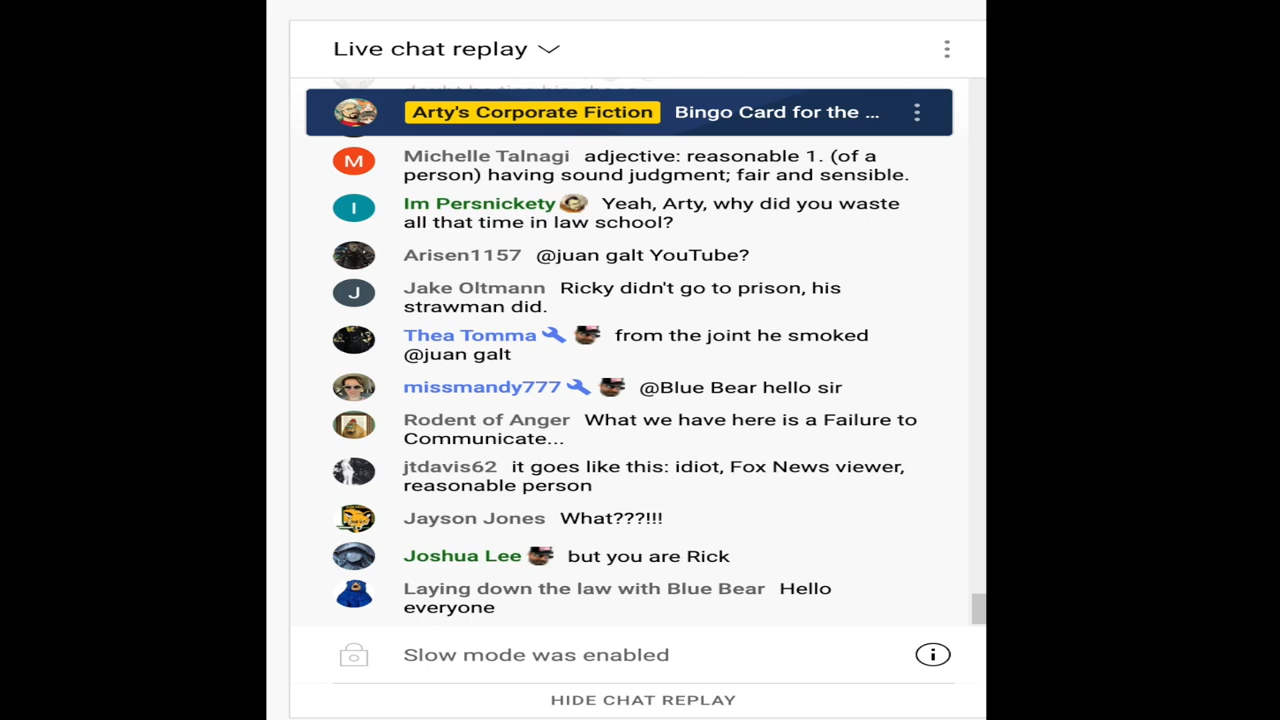 Live chat replay
Arty's Corporate Fiction Bingo Card for the ...
M Michelle Talnagi adjective: reasonable 1. (of a
person) having sound judgment; fair and sensible.
I Im Persnickety Yeah, Arty, why did you waste
all that time in law school?
Arisen1157 @juan galt YouTube?
J Jake Oltmann Ricky didn't go to prison, his
strawman did.
Thea Tomma from the joint he smoked
@juan galt
missmandy777 @Blue Bear hello sir
Rodent of Anger What we have here is a Failure to
Communicate...
jtdavis62 it goes like this: idiot, Fox News viewer,
reasonable person
Jayson Jones What???!!!
Joshua Lee but you are Rick
Laying down the law with Blue Bear Hello
everyone
Slow mode was enabled
HIDE CHAT REPLAY